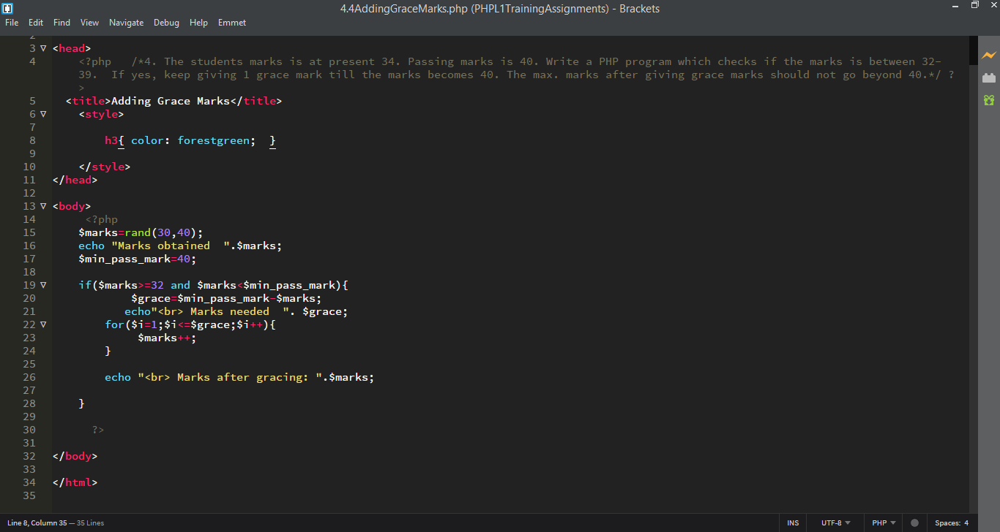 4.4AddingGraceMarks.php (PHPL1TrainingAssignments) - Brackets
File Edit Find View Navigate Debug Help Emmet
2
3 <head>
4 <?php /*4. The students marks is at present 34. Passing marks is 40. Write a PHP program which checks if the marks is between 32-
39. If yes, keep giving 1 grace mark till the marks becomes 40. The max. marks after giving grace marks should not go beyond 40.*/ ?
>
5 <title>Adding Grace Marks</title>
6 <style>
7
8 h3{ color: forestgreen; }
9
10 </style>
11 </head>
12
13 <body>
14 <?php
15 $marks=rand(30,40);
16 echo "Marks obtained  ".$marks;
17 $min_pass_mark=40;
18
19 if($marks>=32 and $marks<$min_pass_mark){
20 $grace=$min_pass_mark-$marks;
21 echo"<br> Marks needed  ". $grace;
22 for($i=1;$i<=$grace;$i++){
23 $marks++;
24 }
25
26 echo "<br> Marks after gracing: ".$marks;
27
28 }
29
30 ?>
31
32 </body>
33
34 </html>
35
Line 8, Column 35 — 35 Lines INS UTF-8 PHP Spaces: 4